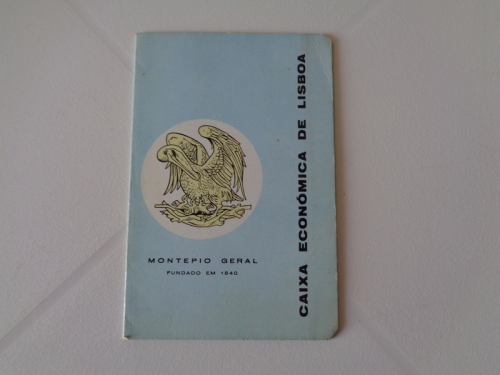 MONTEPIO GERAL
FUNDADO EM 1840
CAIXA ECONÓMICA DE LISBOA